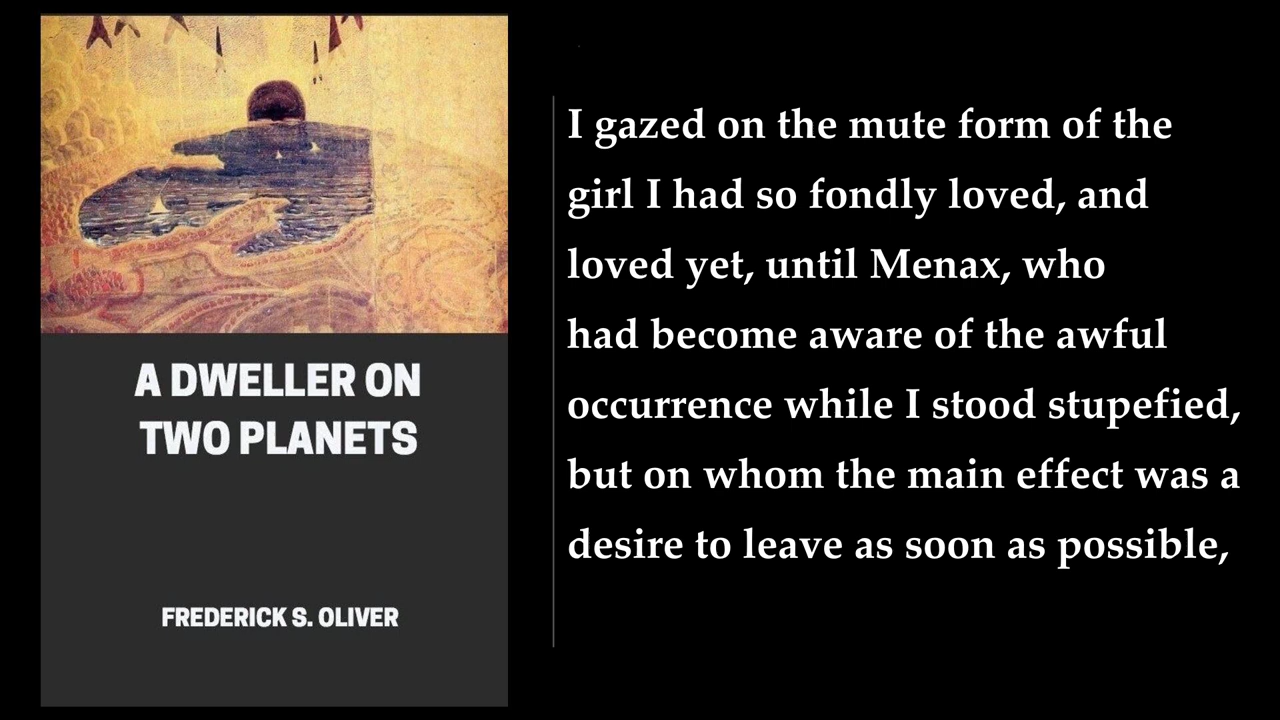 A DWELLER ON
TWO PLANETS
FREDERICK S. OLIVER
I gazed on the mute form of the
girl I had so fondly loved, and
loved yet, until Menax, who
had become aware of the awful
occurrence while I stood stupefied,
but on whom the main effect was a
desire to leave as soon as possible,